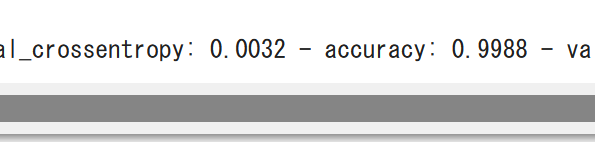 al_crossentropy: 0.0032 - accuracy: 0.9988 - va